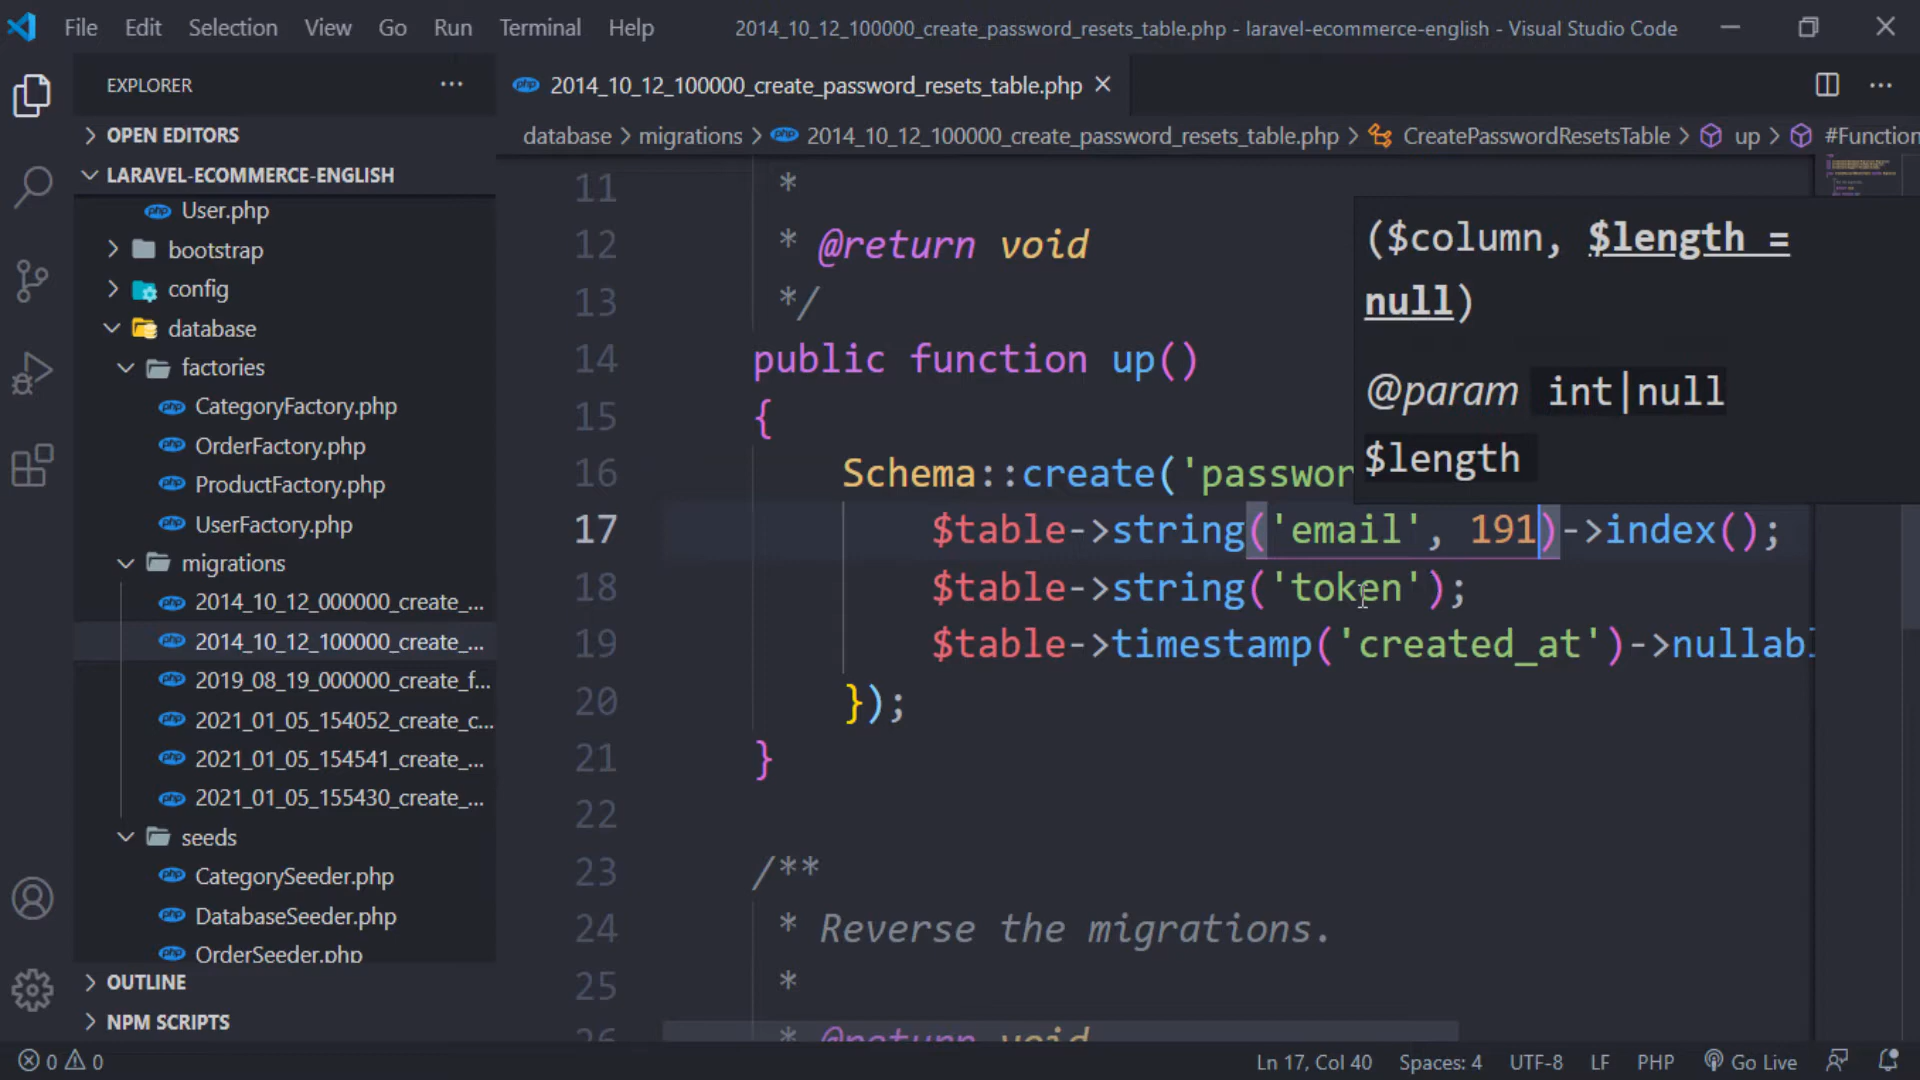 File Edit Selection View Go Run Terminal Help 2014_10_12_100000_create_password_resets_table.php - laravel-ecommerce-english - Visual Studio Code
EXPLORER
OPEN EDITORS
LARAVEL-ECOMMERCE-ENGLISH
User.php
bootstrap
config
database
factories
CategoryFactory.php
OrderFactory.php
ProductFactory.php
UserFactory.php
migrations
2014_10_12_000000_create_...
2014_10_12_100000_create_...
2019_08_19_000000_create_f...
2021_01_05_154052_create_c...
2021_01_05_154541_create_...
2021_01_05_155430_create_...
seeds
CategorySeeder.php
DatabaseSeeder.php
OrderSeeder.php
OUTLINE
NPM SCRIPTS
2014_10_12_100000_create_password_resets_table.php
database > migrations > 2014_10_12_100000_create_password_resets_table.php > CreatePasswordResetsTable > up > #Function
11 *
12 * @return void
13 */
14 public function up()
15 {
16 Schema::create('passwor
17 $table->string('email', 191)->index();
18 $table->string('token');
19 $table->timestamp('created_at')->nullabl
20 });
21 }
22
23 /**
24 * Reverse the migrations.
25 *
26 * @return void
($column, $length =
null)
@param int|null
$length
0 0 Ln 17, Col 40 Spaces: 4 UTF-8 LF PHP Go Live